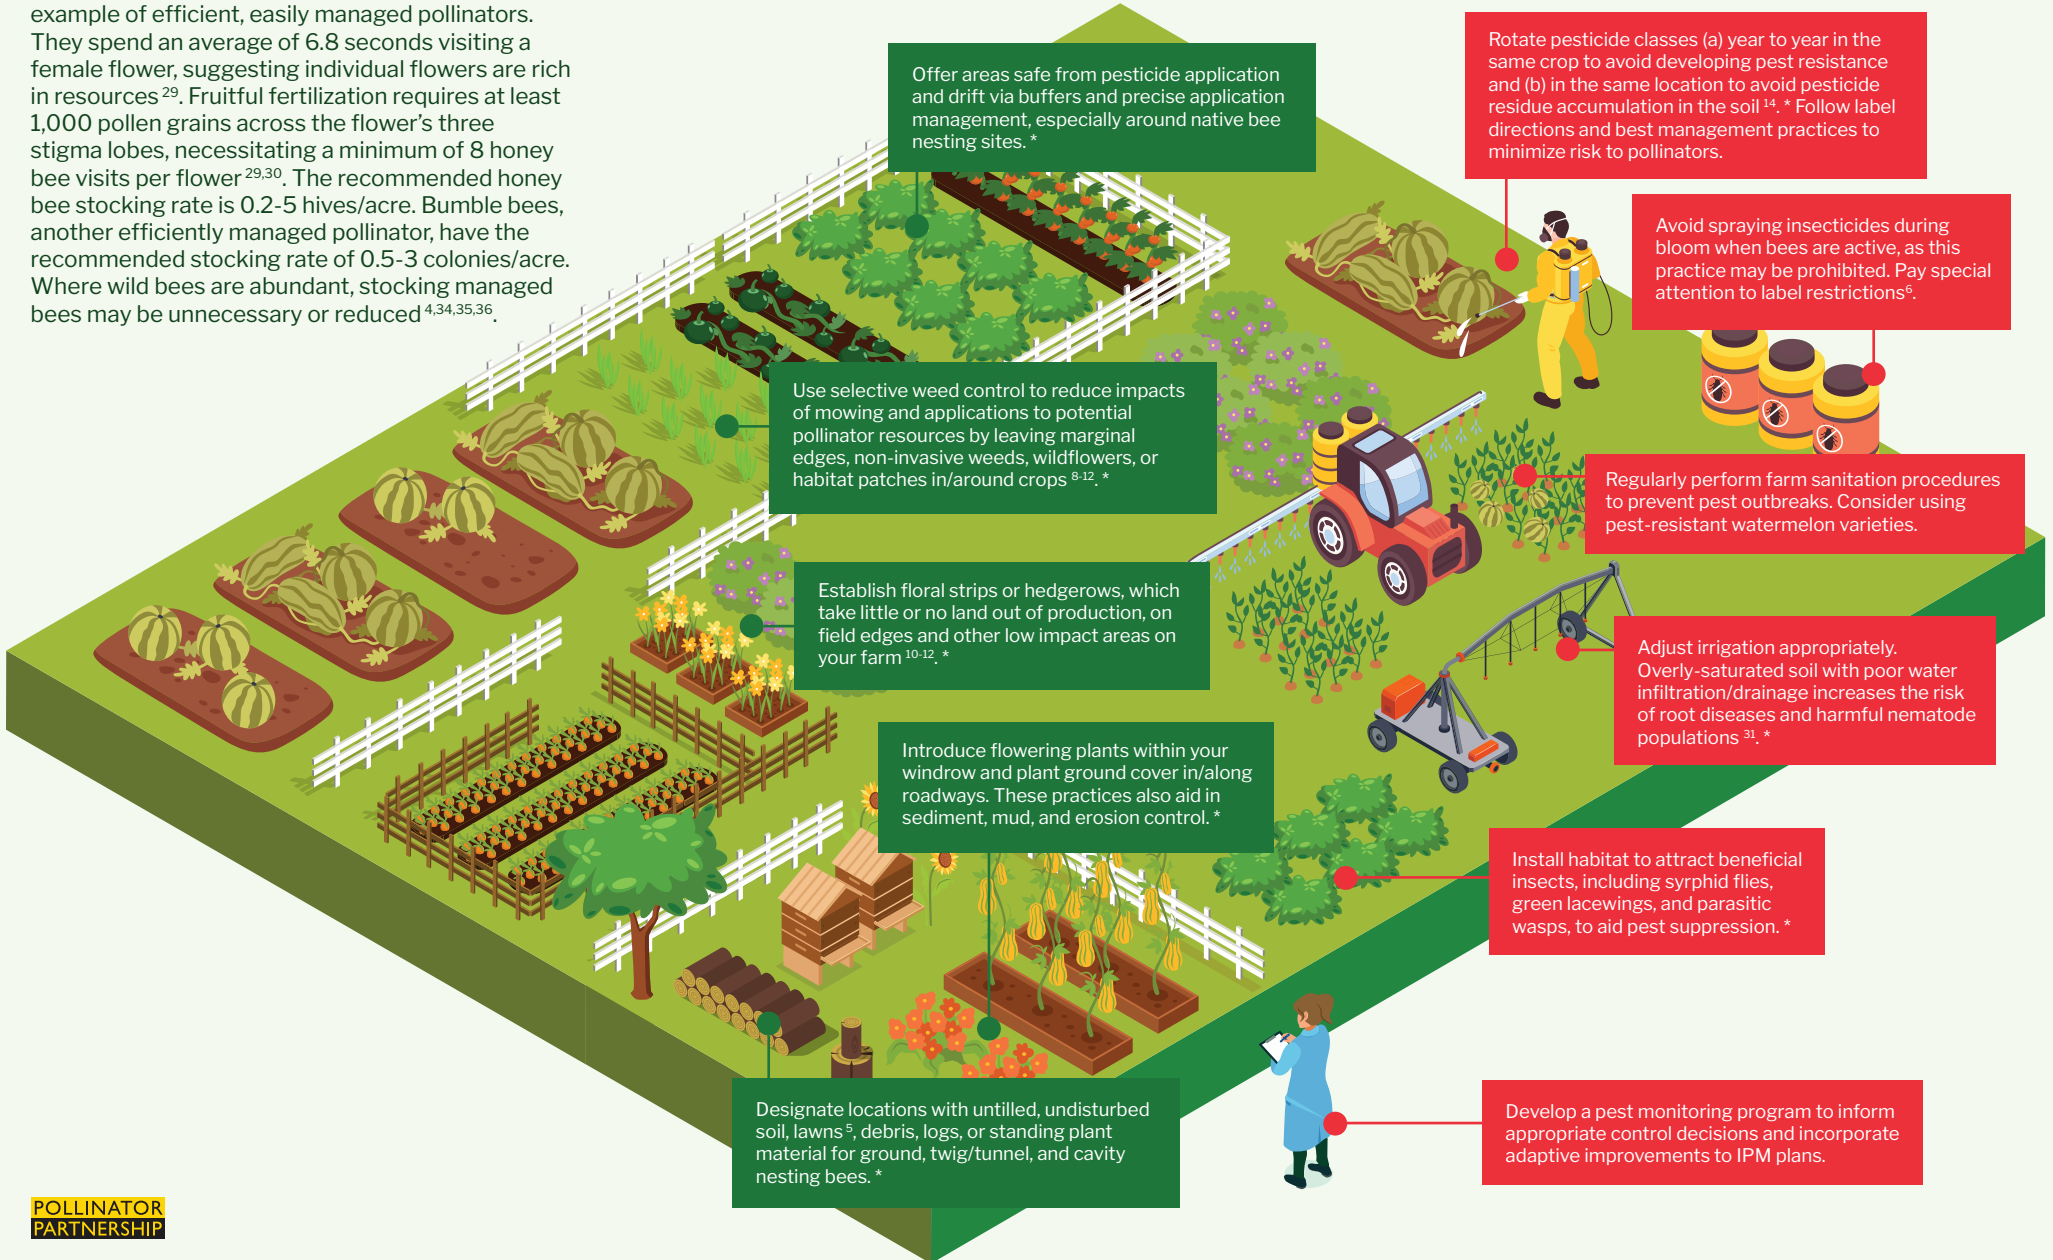 example of efficient, easily managed pollinators.
They spend an average of 6.8 seconds visiting a
female flower, suggesting individual flowers are rich
in resources 29. Fruitful fertilization requires at least
1,000 pollen grains across the flower’s three
stigma lobes, necessitating a minimum of 8 honey
bee visits per flower 29,30. The recommended honey
bee stocking rate is 0.2-5 hives/acre. Bumble bees,
another efficiently managed pollinator, have the
recommended stocking rate of 0.5-3 colonies/acre.
Where wild bees are abundant, stocking managed
bees may be unnecessary or reduced 4,34,35,36.
Offer areas safe from pesticide application
and drift via buffers and precise application
management, especially around native bee
nesting sites. *
Rotate pesticide classes (a) year to year in the
same crop to avoid developing pest resistance
and (b) in the same location to avoid pesticide
residue accumulation in the soil 14. * Follow label
directions and best management practices to
minimize risk to pollinators.
Avoid spraying insecticides during
bloom when bees are active, as this
practice may be prohibited. Pay special
attention to label restrictions6.
Use selective weed control to reduce impacts
of mowing and applications to potential
pollinator resources by leaving marginal
edges, non-invasive weeds, wildflowers, or
habitat patches in/around crops 8-12. *
Regularly perform farm sanitation procedures
to prevent pest outbreaks. Consider using
pest-resistant watermelon varieties.
Establish floral strips or hedgerows, which
take little or no land out of production, on
field edges and other low impact areas on
your farm 10-12. *
Adjust irrigation appropriately.
Overly-saturated soil with poor water
infiltration/drainage increases the risk
of root diseases and harmful nematode
populations 31. *
Introduce flowering plants within your
windrow and plant ground cover in/along
roadways. These practices also aid in
sediment, mud, and erosion control. *
Install habitat to attract beneficial
insects, including syrphid flies,
green lacewings, and parasitic
wasps, to aid pest suppression. *
Designate locations with untilled, undisturbed
soil, lawns 5, debris, logs, or standing plant
material for ground, twig/tunnel, and cavity
nesting bees. *
Develop a pest monitoring program to inform
appropriate control decisions and incorporate
adaptive improvements to IPM plans.
POLLINATOR
PARTNERSHIP